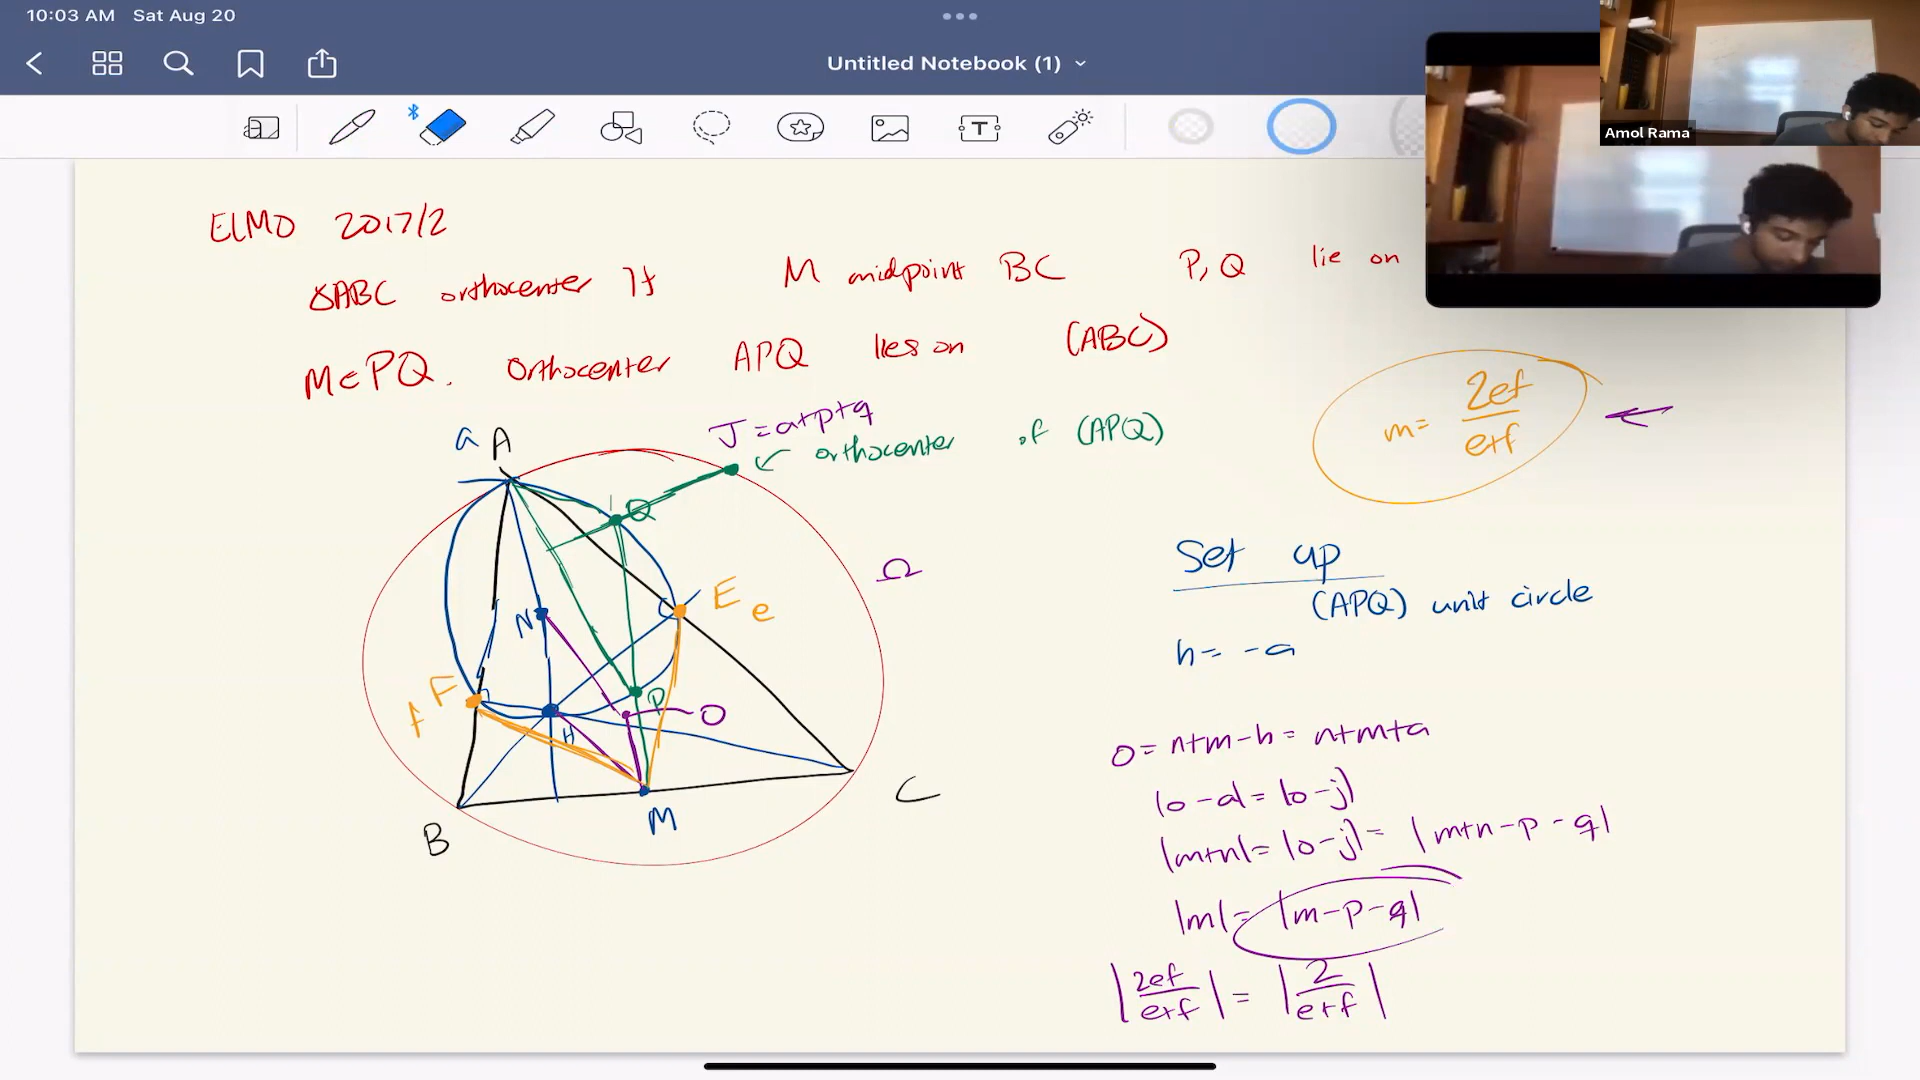 10:03 AM Sat Aug 20
Untitled Notebook (1)
Amol Rama
ELMO 2017/2
△ABC orthocenter H M midpoint BC P, Q lie on
M∈PQ. Orthocenter APQ lies on (ABC)
J = a+p+q
orthocenter of (APQ)
m = 2ef/(e+f)
a A
Q
Ω
E e
N
F f
P
O
H
M
B
C
Set up
(APQ) unit circle
h = -a
o = n+m-h = n+m+a
|o-a| = |o-j|
|m+n| = |o-j| = |m+n-p-q|
|m| = |m-p-q|
|2ef/(e+f)| = |2/(e+f)|